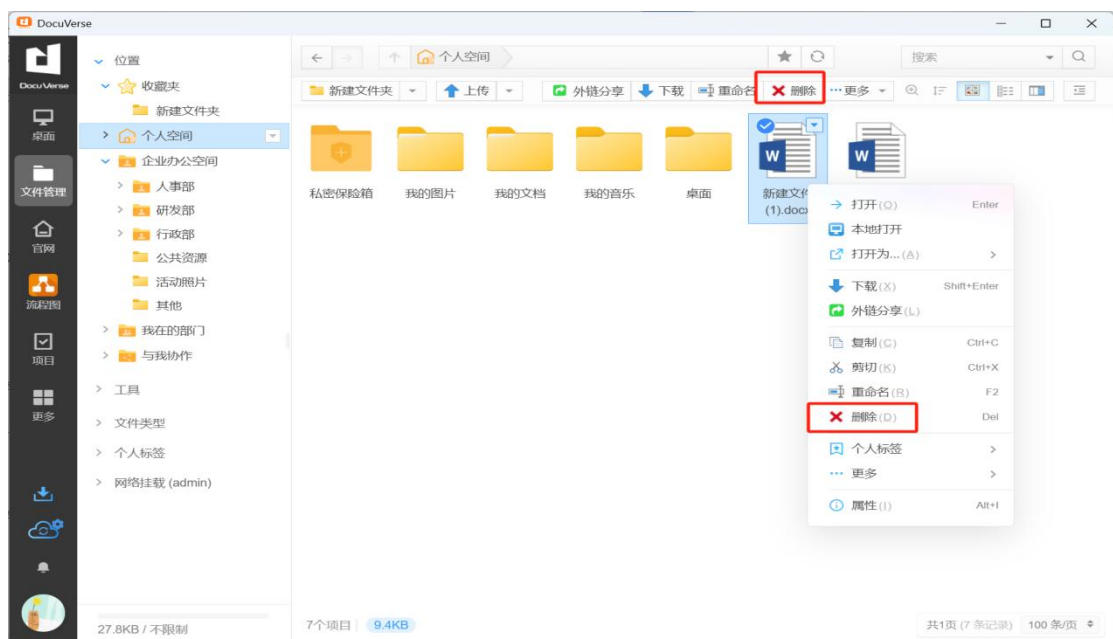 DocuVerse
DocuVerse
桌面
文件管理
官网
流程图
项目
更多
位置
收藏夹
新建文件夹
个人空间
企业办公空间
人事部
研发部
行政部
公共资源
活动照片
其他
我在的部门
与我协作
工具
文件类型
个人标签
网络挂载 (admin)
27.8KB / 不限制
个人空间
搜索
新建文件夹 上传 外链分享 下载 重命名 删除 更多
私密保险箱 我的图片 我的文档 我的音乐 桌面 新建文件
(1).docx
W
W
打开(O) Enter
本地打开
打开为...(A)
下载(X) Shift+Enter
外链分享(L)
复制(C) Ctrl+C
剪切(K) Ctrl+X
重命名(R) F2
删除(D) Del
个人标签
更多
属性(I) Alt+I
7个项目 9.4KB 共1页 (7 条记录) 100 条/页